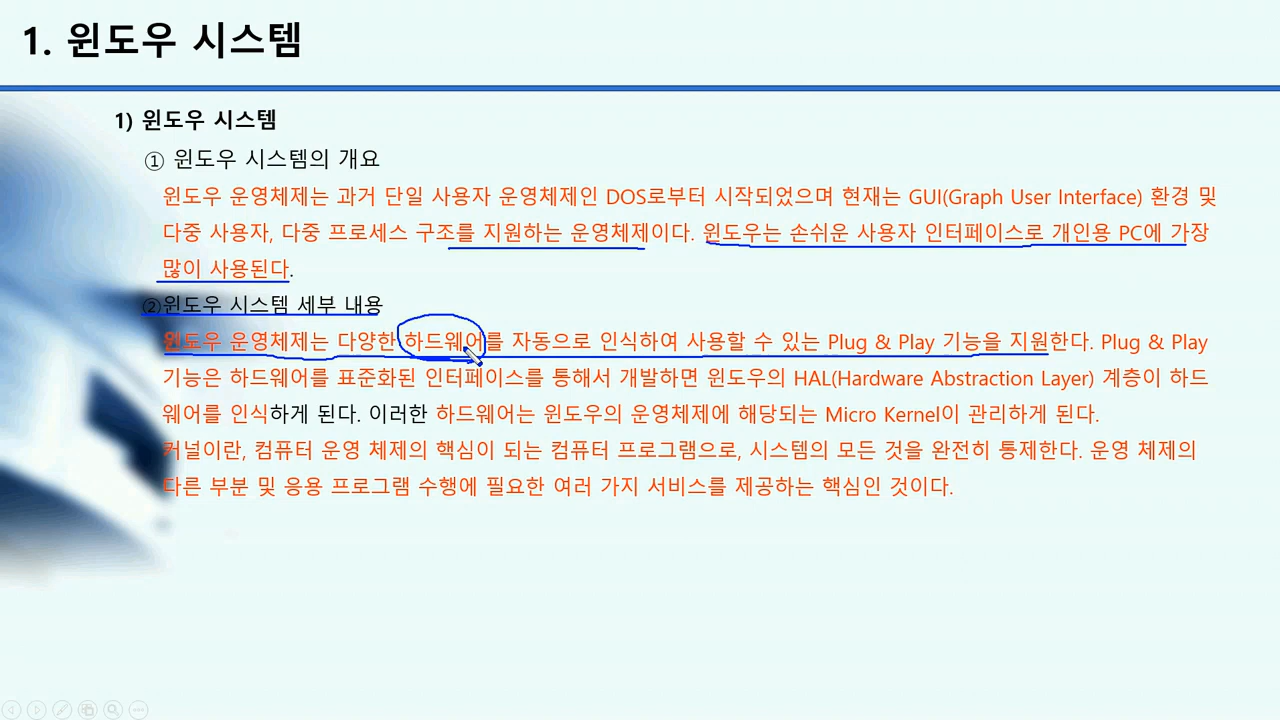 1. 윈도우 시스템
1) 윈도우 시스템
① 윈도우 시스템의 개요
윈도우 운영체제는 과거 단일 사용자 운영체제인 DOS로부터 시작되었으며 현재는 GUI(Graph User Interface) 환경 및
다중 사용자, 다중 프로세스 구조를 지원하는 운영체제이다. 윈도우는 손쉬운 사용자 인터페이스로 개인용 PC에 가장
많이 사용된다.
②윈도우 시스템 세부 내용
윈도우 운영체제는 다양한 하드웨어를 자동으로 인식하여 사용할 수 있는 Plug & Play 기능을 지원한다. Plug & Play
기능은 하드웨어를 표준화된 인터페이스를 통해서 개발하면 윈도우의 HAL(Hardware Abstraction Layer) 계층이 하드
웨어를 인식하게 된다. 이러한 하드웨어는 윈도우의 운영체제에 해당되는 Micro Kernel이 관리하게 된다.
커널이란, 컴퓨터 운영 체제의 핵심이 되는 컴퓨터 프로그램으로, 시스템의 모든 것을 완전히 통제한다. 운영 체제의
다른 부분 및 응용 프로그램 수행에 필요한 여러 가지 서비스를 제공하는 핵심인 것이다.